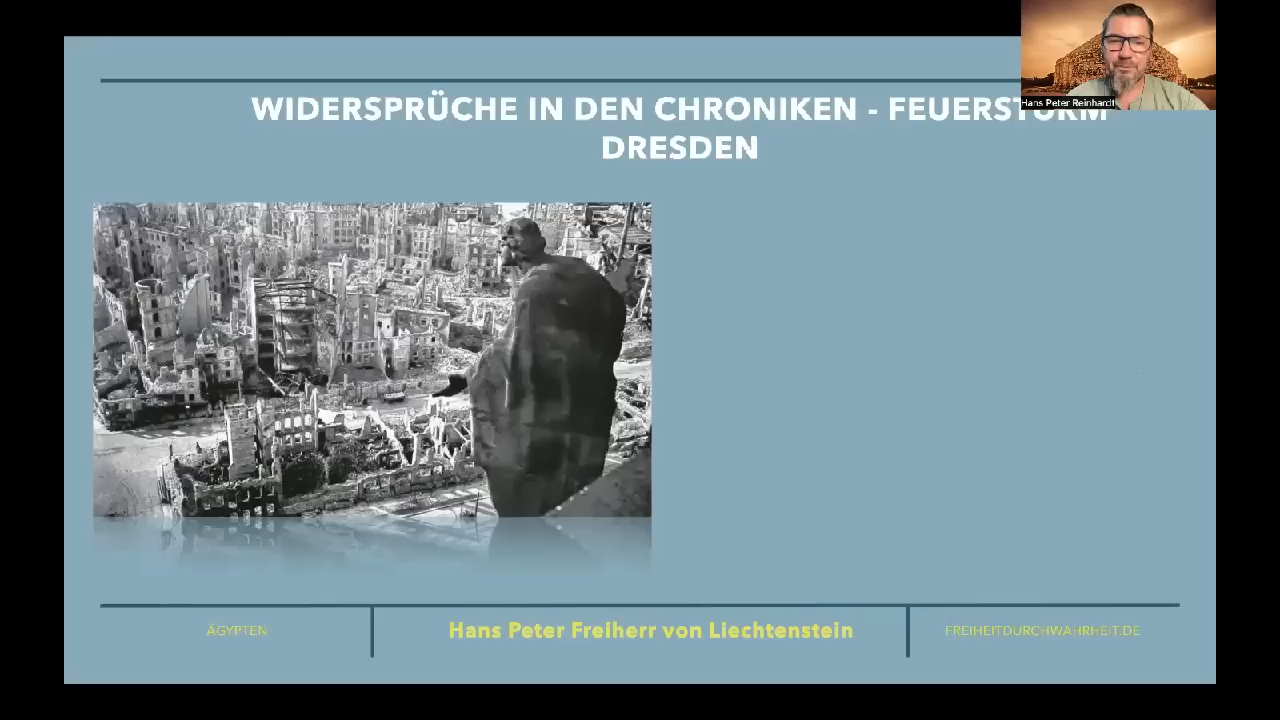 Hans Peter Reinhardt
WIDERSPRÜCHE IN DEN CHRONIKEN - FEUERSTURM
DRESDEN
ÄGYPTEN
Hans Peter Freiherr von Liechtenstein
FREIHEITDURCHWAHRHEIT.DE